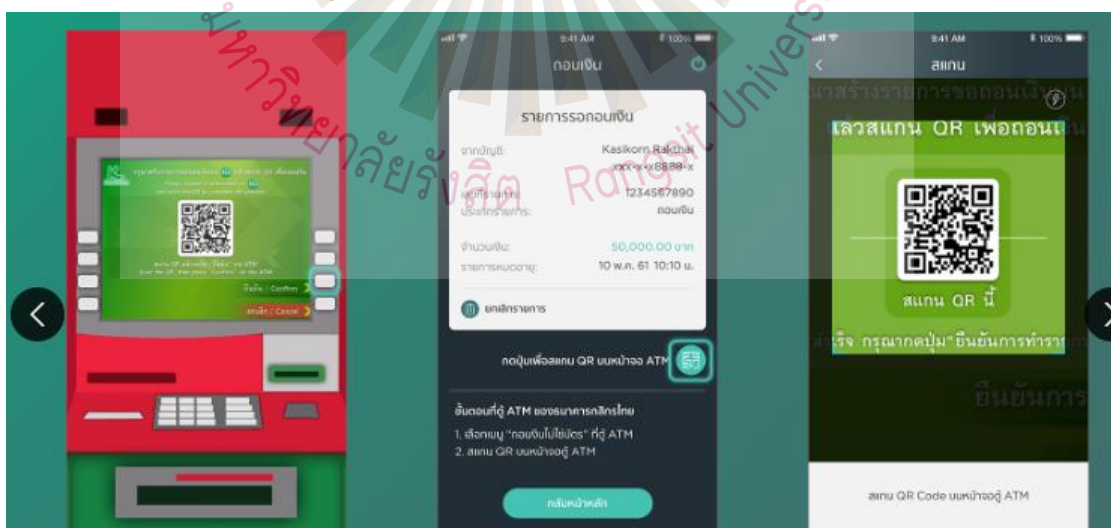 มหาวิทยาลัยรังสิต Rangsit University
ยืนยัน / Confirm
ยกเลิก / Cancel
9:41 AM
100%
ถอนเงิน
รายการรอถอนเงิน
จากบัญชี:
Kasikorn Rakthai
xxx-x-x8888-x
เลขที่รายการ:
1234567890
ประเภทรายการ:
ถอนเงิน
จำนวนเงิน:
50,000.00 บาท
รายการหมดอายุ:
10 พ.ค. 61 10:10 น.
ยกเลิกรายการ
กดปุ่มเพื่อสแกน QR บนหน้าจอ ATM
ขั้นตอนที่ตู้ ATM ของธนาคารกสิกรไทย
1. เลือกเมนู "ถอนเงินไม่ใช้บัตร" ที่ตู้ ATM
2. สแกน QR บนหน้าจอตู้ ATM
กลับหน้าหลัก
9:41 AM
100%
สแกน
แล้วสแกน QR เพื่อถอนเ
สแกน QR นี้
กรุณากดปุ่ม"ยืนยันการทำราย
ยืนยันการ
สแกน QR Code บนหน้าจอตู้ ATM